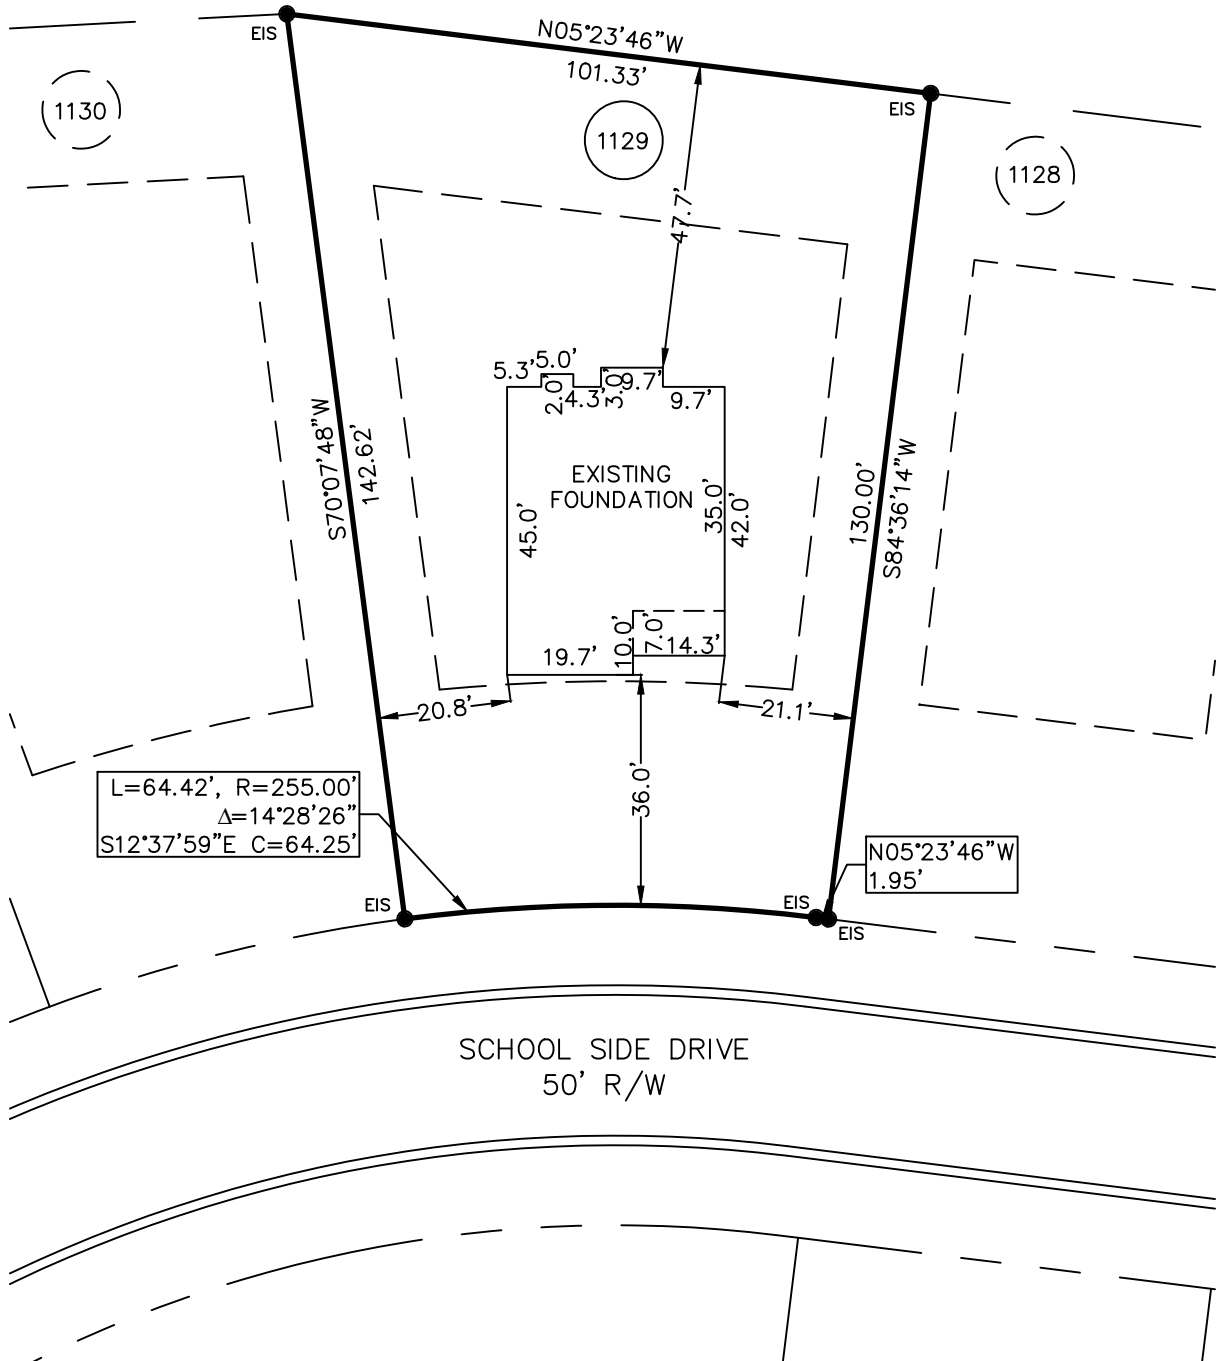 EIS
N05°23'46"W
101.33'
EIS
1130
1129
1128
47.7'
5.0'
5.3'
2.0'
4.3'
3.0'
9.7'
9.7'
S70°07'48"W
142.62'
EXISTING
FOUNDATION
45.0'
35.0'
42.0'
130.00'
S84°36'14"W
19.7'
10.0'
7.0'
14.3'
20.8'
21.1'
36.0'
L=64.42', R=255.00'
Δ=14°28'26"
S12°37'59"E C=64.25'
N05°23'46"W
1.95'
EIS
EIS
EIS
SCHOOL SIDE DRIVE
50' R/W